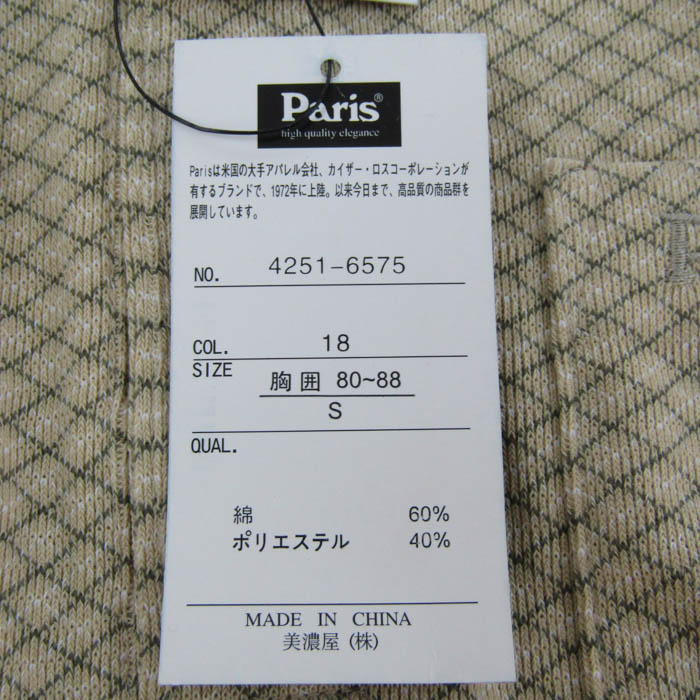 Paris®
high quality elegance
Parisは米国の大手アパレル会社、カイザー・ロスコーポレーションが
有するブランドで、1972年に上陸。以来今日まで、高品質の商品群を
展開しています。
NO. 4251-6575
COL. 18
SIZE 胸囲 80~88
S
QUAL.
綿 60%
ポリエステル 40%
MADE IN CHINA
美濃屋(株)